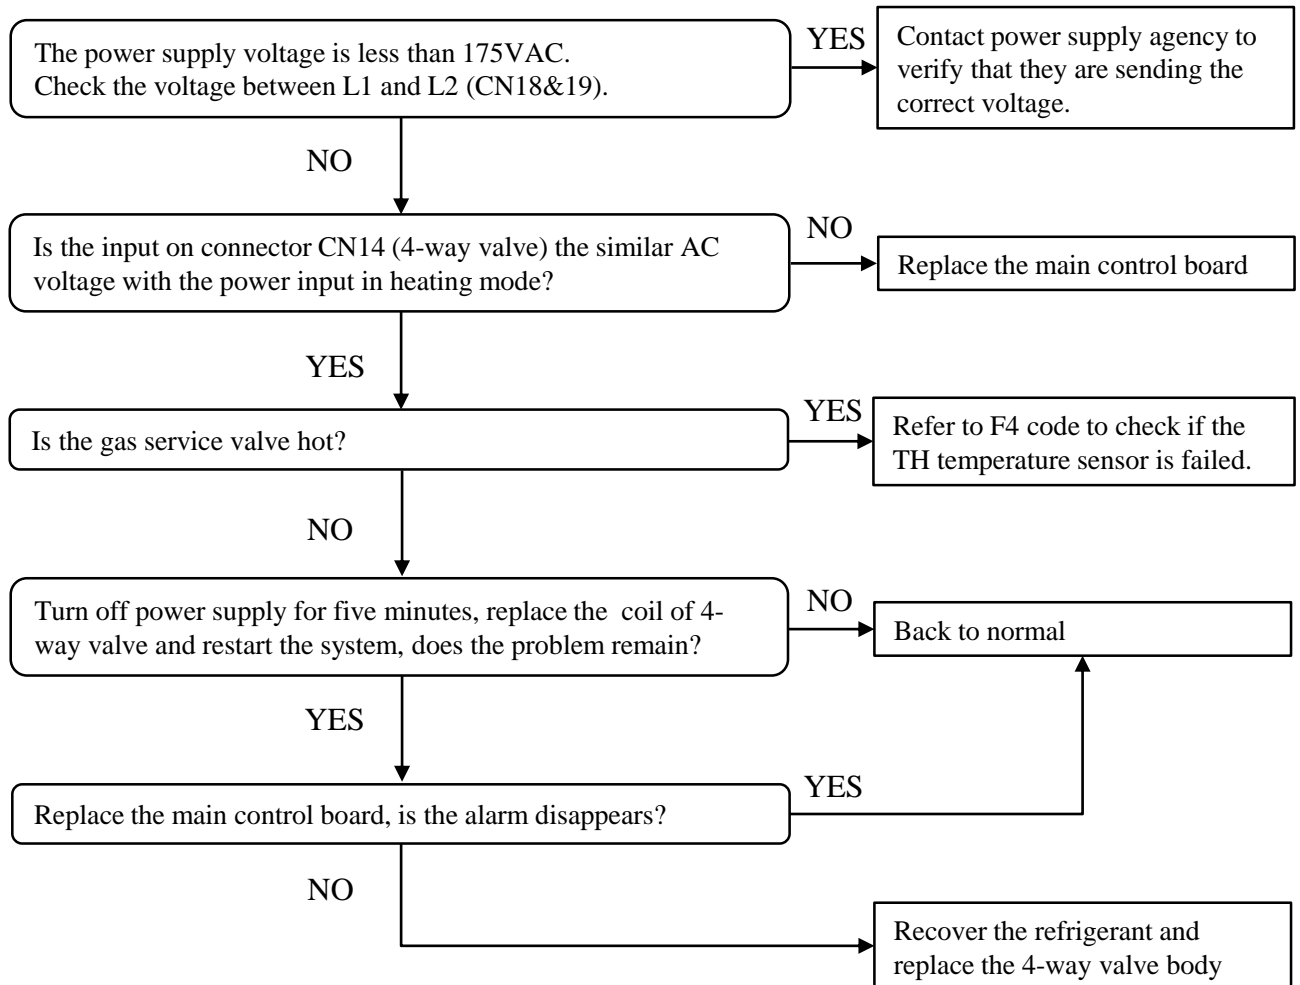 The power supply voltage is less than 175VAC.
Check the voltage between L1 and L2 (CN18&19).
YES
Contact power supply agency to
verify that they are sending the
correct voltage.
NO
Is the input on connector CN14 (4-way valve) the similar AC
voltage with the power input in heating mode?
NO
Replace the main control board
YES
Is the gas service valve hot?
YES
Refer to F4 code to check if the
TH temperature sensor is failed.
NO
Turn off power supply for five minutes, replace the coil of 4-
way valve and restart the system, does the problem remain?
NO
Back to normal
YES
Replace the main control board, is the alarm disappears?
YES
NO
Recover the refrigerant and
replace the 4-way valve body